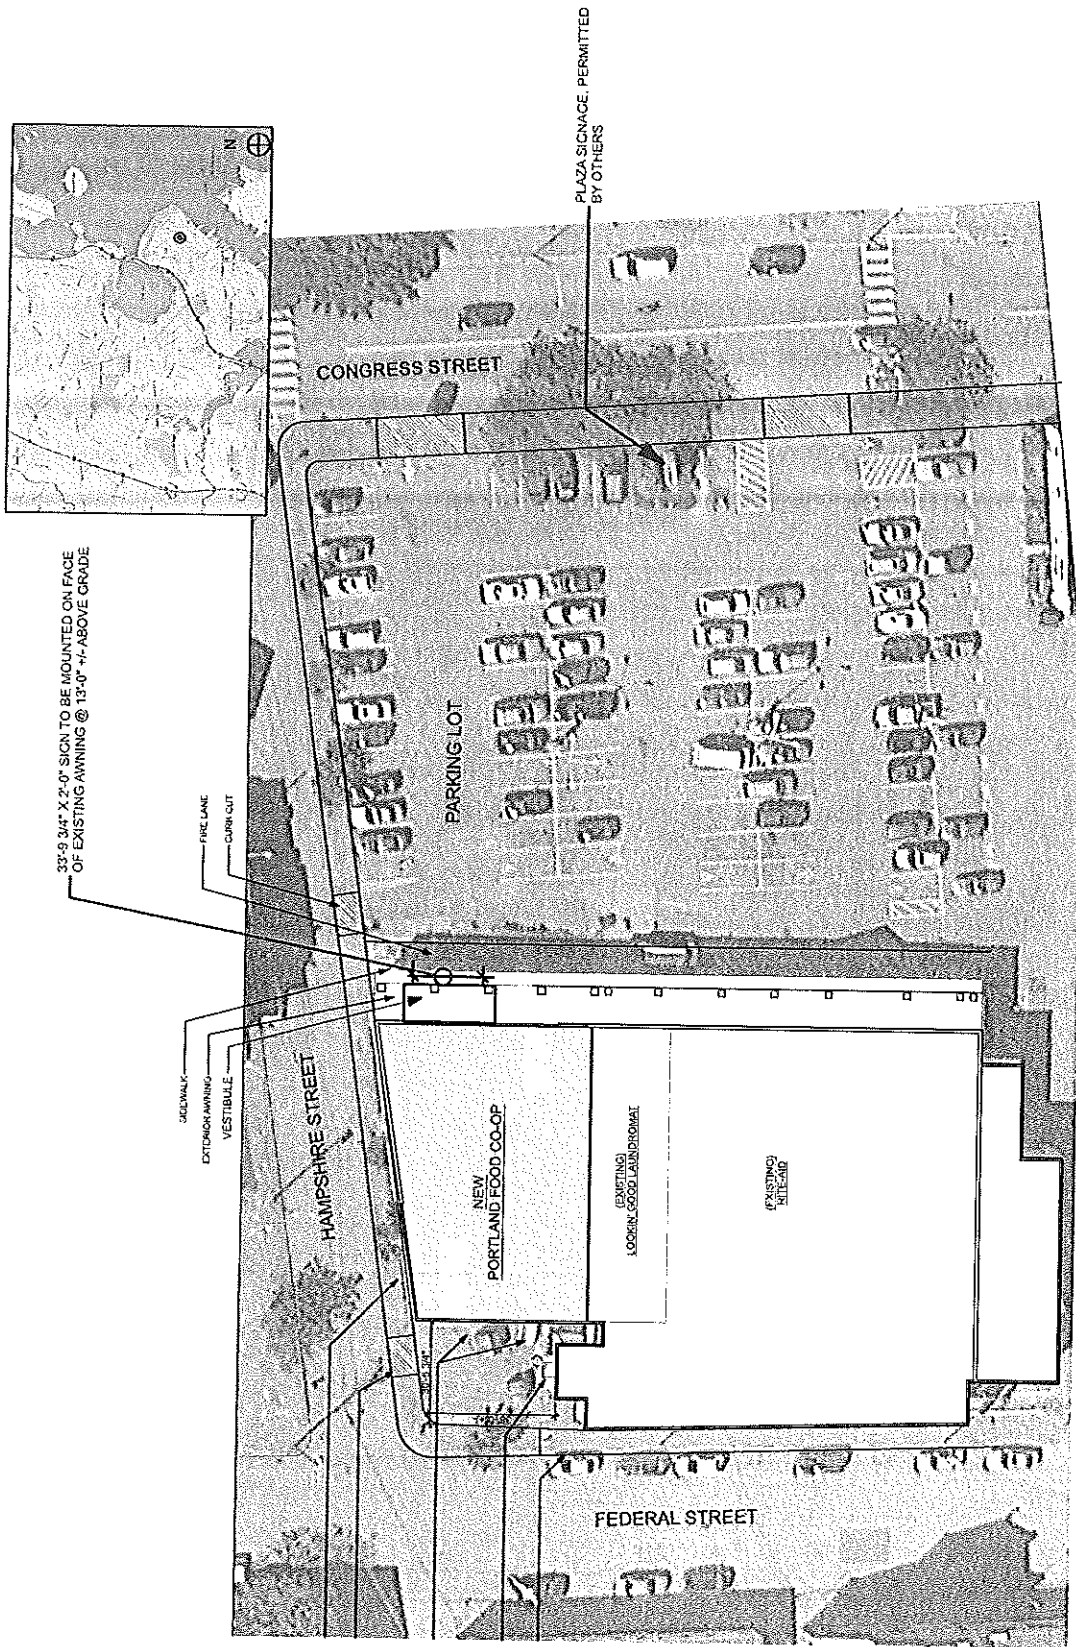 N
PLAZA SIGNAGE, PERMITTED
BY OTHERS
CONGRESS STREET
33'-9 3/4" X 2'-0" SIGN TO BE MOUNTED ON FACE
OF EXISTING AWNING @ 13'-0" +/- ABOVE GRADE
FIRE LANE
CURB CUT
PARKING LOT
SIDEWALK
EXTERIOR AWNING
VESTIBULE
HAMPSHIRE STREET
NEW
PORTLAND FOOD CO-OP
(EXISTING)
LOOKIN' GOOD LAUNDROMAT
(EXISTING)
RITE-AID
FEDERAL STREET